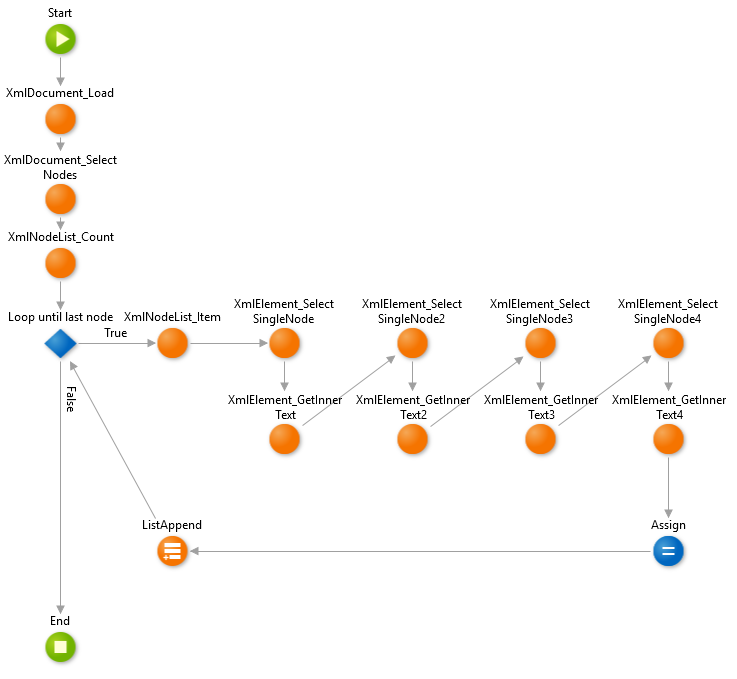 Start
XmlDocument_Load
XmlDocument_Select
Nodes
XmlNodeList_Count
Loop until last node
True
XmlNodeList_Item
XmlElement_Select
SingleNode
XmlElement_Select
SingleNode2
XmlElement_Select
SingleNode3
XmlElement_Select
SingleNode4
False
XmlElement_GetInner
Text
XmlElement_GetInner
Text2
XmlElement_GetInner
Text3
XmlElement_GetInner
Text4
ListAppend
Assign
End